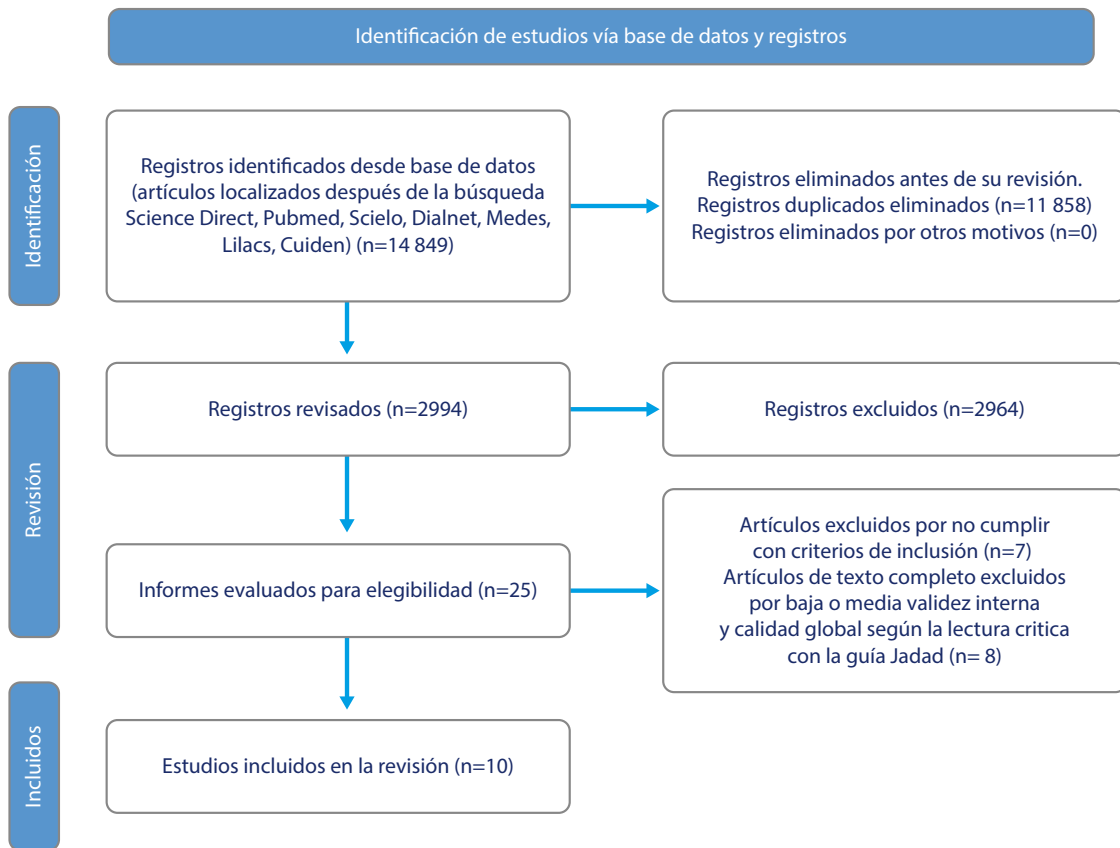 Identificación de estudios vía base de datos y registros
Identificación
Registros identificados desde base de datos
(artículos localizados después de la búsqueda
Science Direct, Pubmed, Scielo, Dialnet, Medes,
Lilacs, Cuiden) (n=14 849)
Registros eliminados antes de su revisión.
Registros duplicados eliminados (n=11 858)
Registros eliminados por otros motivos (n=0)
Revisión
Registros revisados (n=2994)
Registros excluidos (n=2964)
Informes evaluados para elegibilidad (n=25)
Artículos excluidos por no cumplir
con criterios de inclusión (n=7)
Artículos de texto completo excluidos
por baja o media validez interna
y calidad global según la lectura critica
con la guía Jadad (n= 8)
Incluidos
Estudios incluidos en la revisión (n=10)